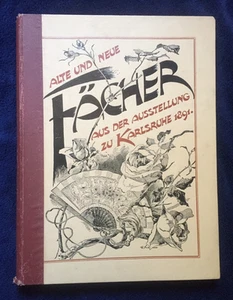 ALTE UND NEUE
FÄCHER
AUS DER AUSSTELLUNG
ZU KARLSRUHE 1891.